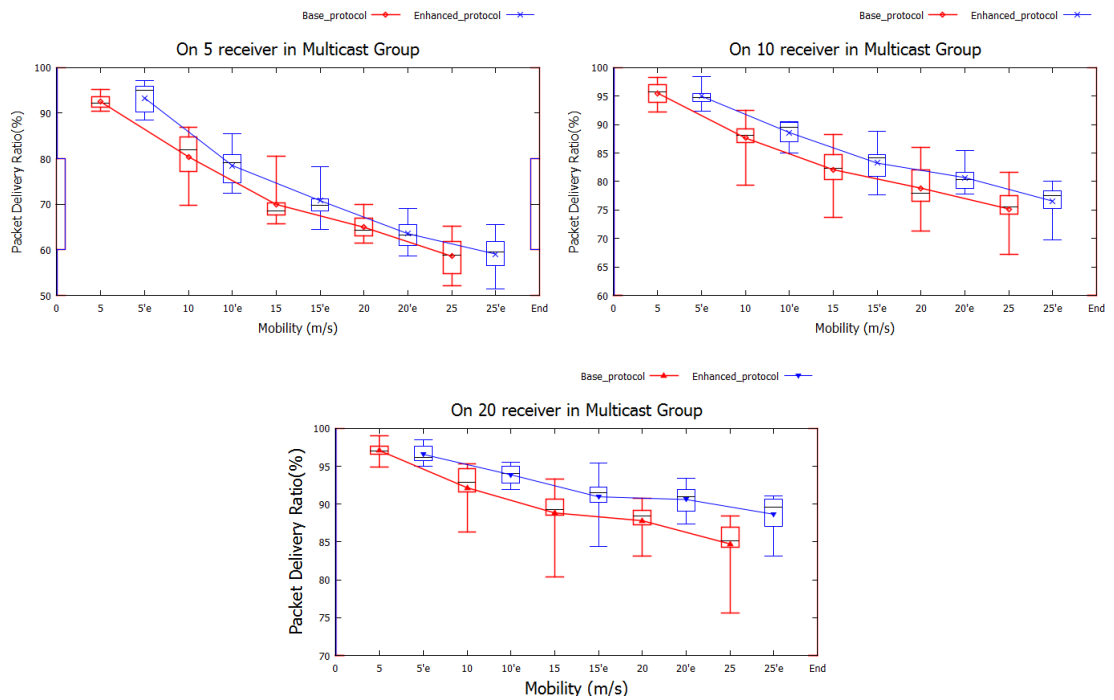 Base_protocol Enhanced_protocol
On 5 receiver in Multicast Group
Packet Delivery Ratio(%)
100
90
80
70
60
50
0 5 5'e 10 10'e 15 15'e 20 20'e 25 25'e End
Mobility (m/s)
Base_protocol Enhanced_protocol
On 10 receiver in Multicast Group
Packet Delivery Ratio(%)
100
95
90
85
80
75
70
65
60
0 5 5'e 10 10'e 15 15'e 20 20'e 25 25'e End
Mobility (m/s)
Base_protocol Enhanced_protocol
On 20 receiver in Multicast Group
Packet Delivery Ratio(%)
100
95
90
85
80
75
70
0 5 5'e 10 10'e 15 15'e 20 20'e 25 25'e End
Mobility (m/s)